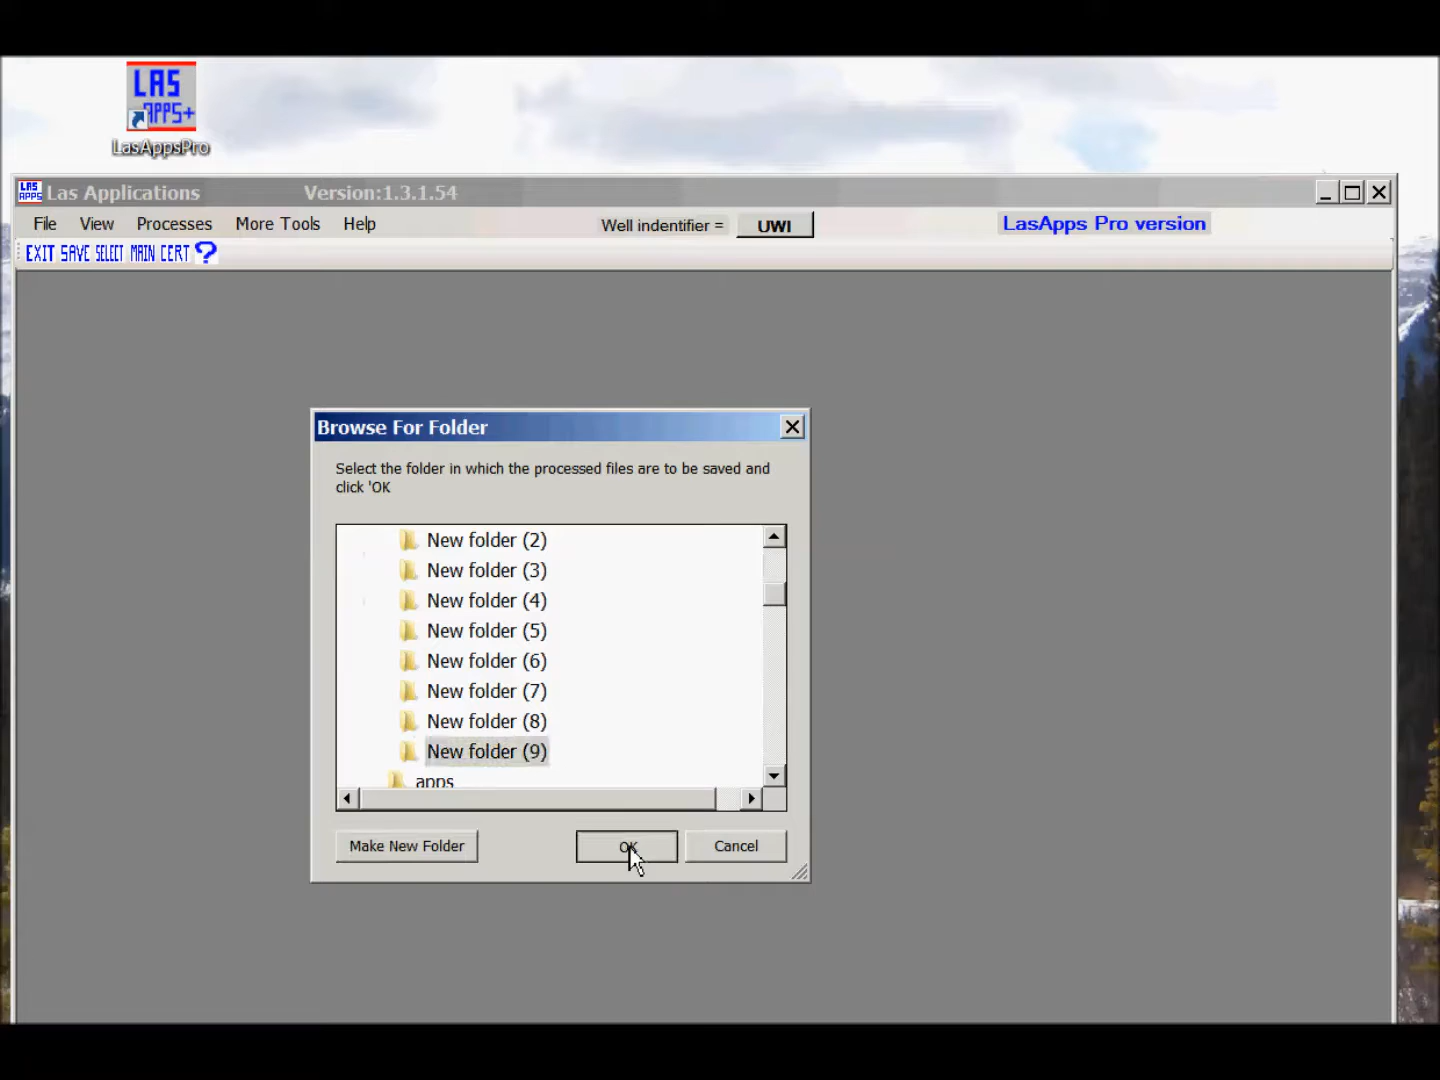 LAS
APPS+
LasAppsPro
LAS
APPS
Las Applications Version:1.3.1.54
File View Processes More Tools Help Well indentifier = UWI LasApps Pro version
EXIT SAVE SELECT MAIN CERT ?
Browse For Folder
Select the folder in which the processed files are to be saved and
click 'OK
New folder (2)
New folder (3)
New folder (4)
New folder (5)
New folder (6)
New folder (7)
New folder (8)
New folder (9)
apps
Make New Folder OK Cancel